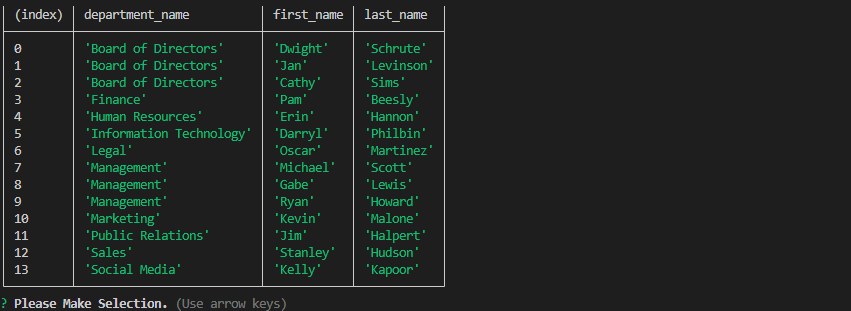 (index) department_name first_name last_name
0 'Board of Directors' 'Dwight' 'Schrute'
1 'Board of Directors' 'Jan' 'Levinson'
2 'Board of Directors' 'Cathy' 'Sims'
3 'Finance' 'Pam' 'Beesly'
4 'Human Resources' 'Erin' 'Hannon'
5 'Information Technology' 'Darryl' 'Philbin'
6 'Legal' 'Oscar' 'Martinez'
7 'Management' 'Michael' 'Scott'
8 'Management' 'Gabe' 'Lewis'
9 'Management' 'Ryan' 'Howard'
10 'Marketing' 'Kevin' 'Malone'
11 'Public Relations' 'Jim' 'Halpert'
12 'Sales' 'Stanley' 'Hudson'
13 'Social Media' 'Kelly' 'Kapoor'
? Please Make Selection. (Use arrow keys)